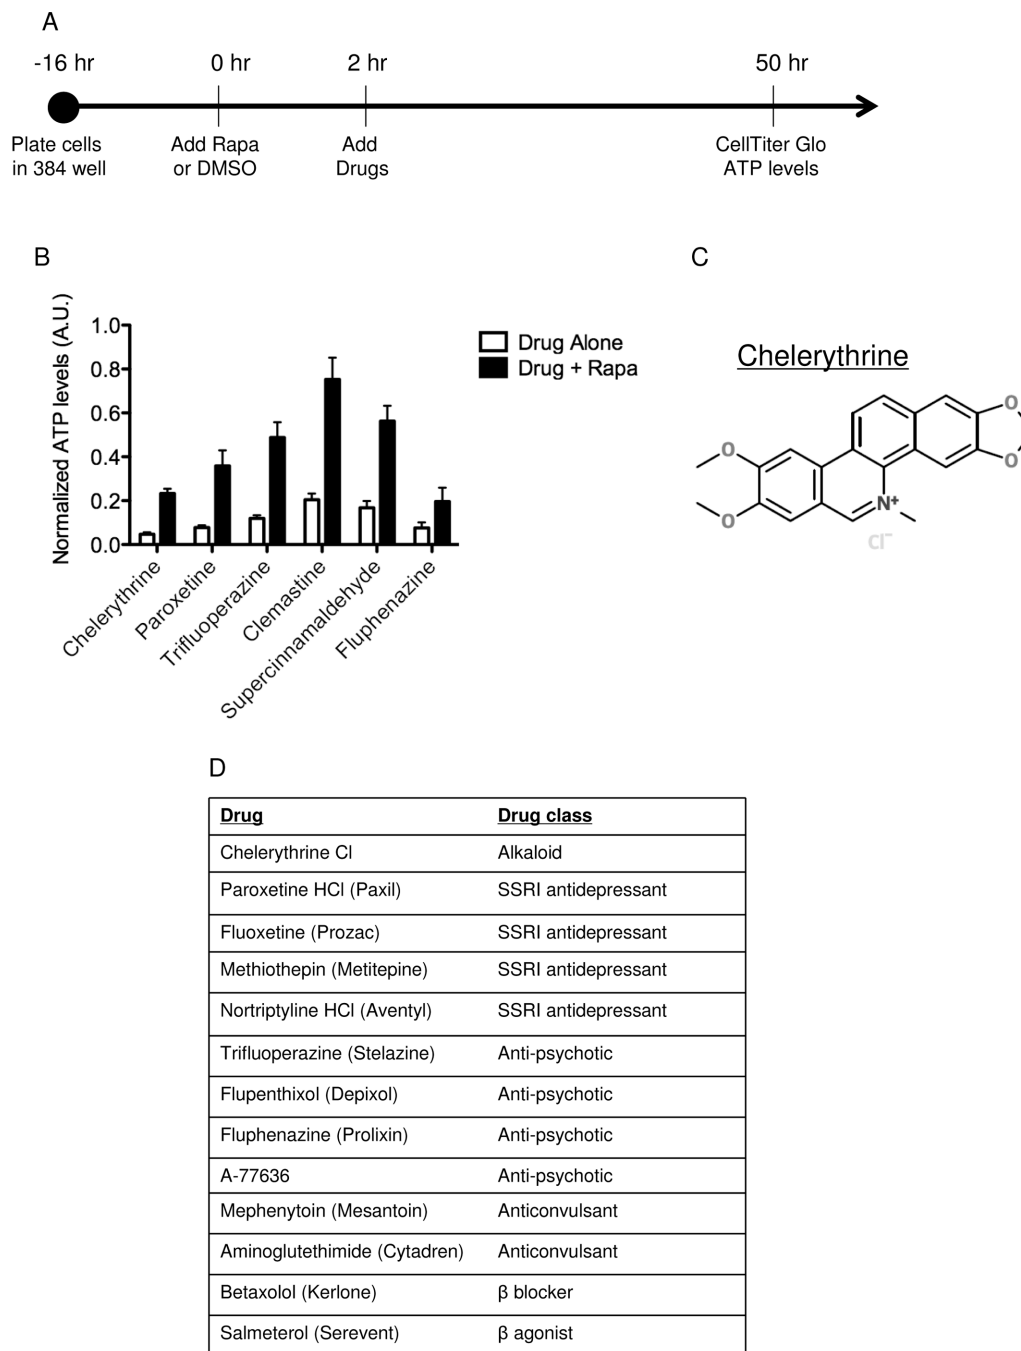 A
-16 hr 0 hr 2 hr 50 hr
Plate cells Add Rapa Add CellTiter Glo
in 384 well or DMSO Drugs ATP levels
B
Normalized ATP levels (A.U.)
1.0
0.8
0.6
0.4
0.2
0.0
Drug Alone
Drug + Rapa
Chelerythrine
Paroxetine
Trifluoperazine
Clemastine
Supercinnamaldehyde
Fluphenazine
C
Chelerythrine
O
O
O
O
N+
Cl−
D
Drug Drug class
Chelerythrine Cl Alkaloid
Paroxetine HCl (Paxil) SSRI antidepressant
Fluoxetine (Prozac) SSRI antidepressant
Methiothepin (Metitepine) SSRI antidepressant
Nortriptyline HCl (Aventyl) SSRI antidepressant
Trifluoperazine (Stelazine) Anti-psychotic
Flupenthixol (Depixol) Anti-psychotic
Fluphenazine (Prolixin) Anti-psychotic
A-77636 Anti-psychotic
Mephenytoin (Mesantoin) Anticonvulsant
Aminoglutethimide (Cytadren) Anticonvulsant
Betaxolol (Kerlone) β blocker
Salmeterol (Serevent) β agonist